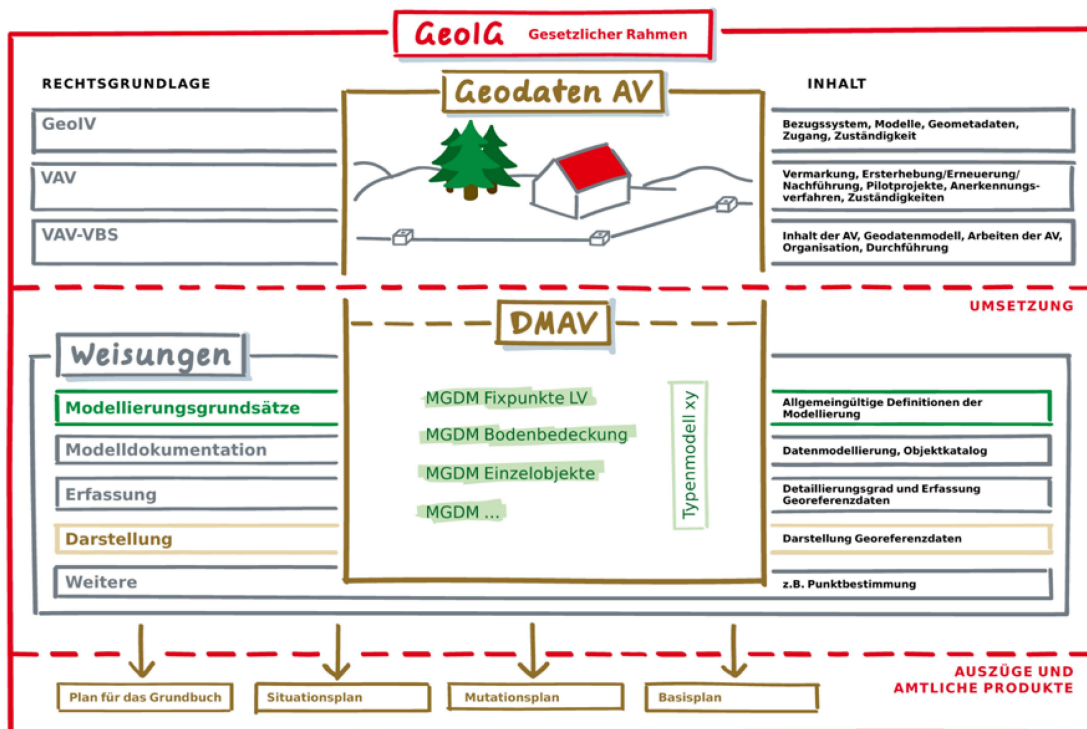 GeoIG Gesetzlicher Rahmen
RECHTSGRUNDLAGE
Geodaten AV
INHALT
GeoIV
Bezugssystem, Modelle, Geometadaten,
Zugang, Zuständigkeit
VAV
Vermarkung, Ersterhebung/Erneuerung/
Nachführung, Pilotprojekte, Anerkennungs-
verfahren, Zuständigkeiten
VAV-VBS
Inhalt der AV, Geodatenmodell, Arbeiten der AV,
Organisation, Durchführung
UMSETZUNG
DMAV
Weisungen
Modellierungsgrundsätze
Modelldokumentation
Erfassung
Darstellung
Weitere
MGDM Fixpunkte LV
MGDM Bodenbedeckung
MGDM Einzelobjekte
MGDM ...
Typenmodell xy
Allgemeingültige Definitionen der
Modellierung
Datenmodellierung, Objektkatalog
Detaillierungsgrad und Erfassung
Georeferenzdaten
Darstellung Georeferenzdaten
z.B. Punktbestimmung
AUSZÜGE UND
AMTLICHE PRODUKTE
Plan für das Grundbuch
Situationsplan
Mutationsplan
Basisplan